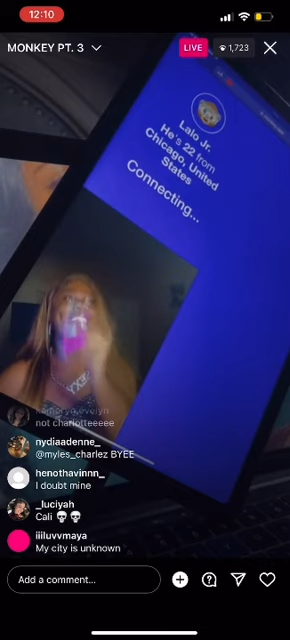 12:10
MONKEY PT. 3
LIVE
1,723
Lalo Jr.
He's 22 from
Chicago, United
States
Connecting...
not charlotteeeee
nydiaadenne_
@myles_charlez BYEE
henothavinnn_
I doubt mine
_luciyah
Cali 💀💀
iiiluvvmaya
My city is unknown
Add a comment...